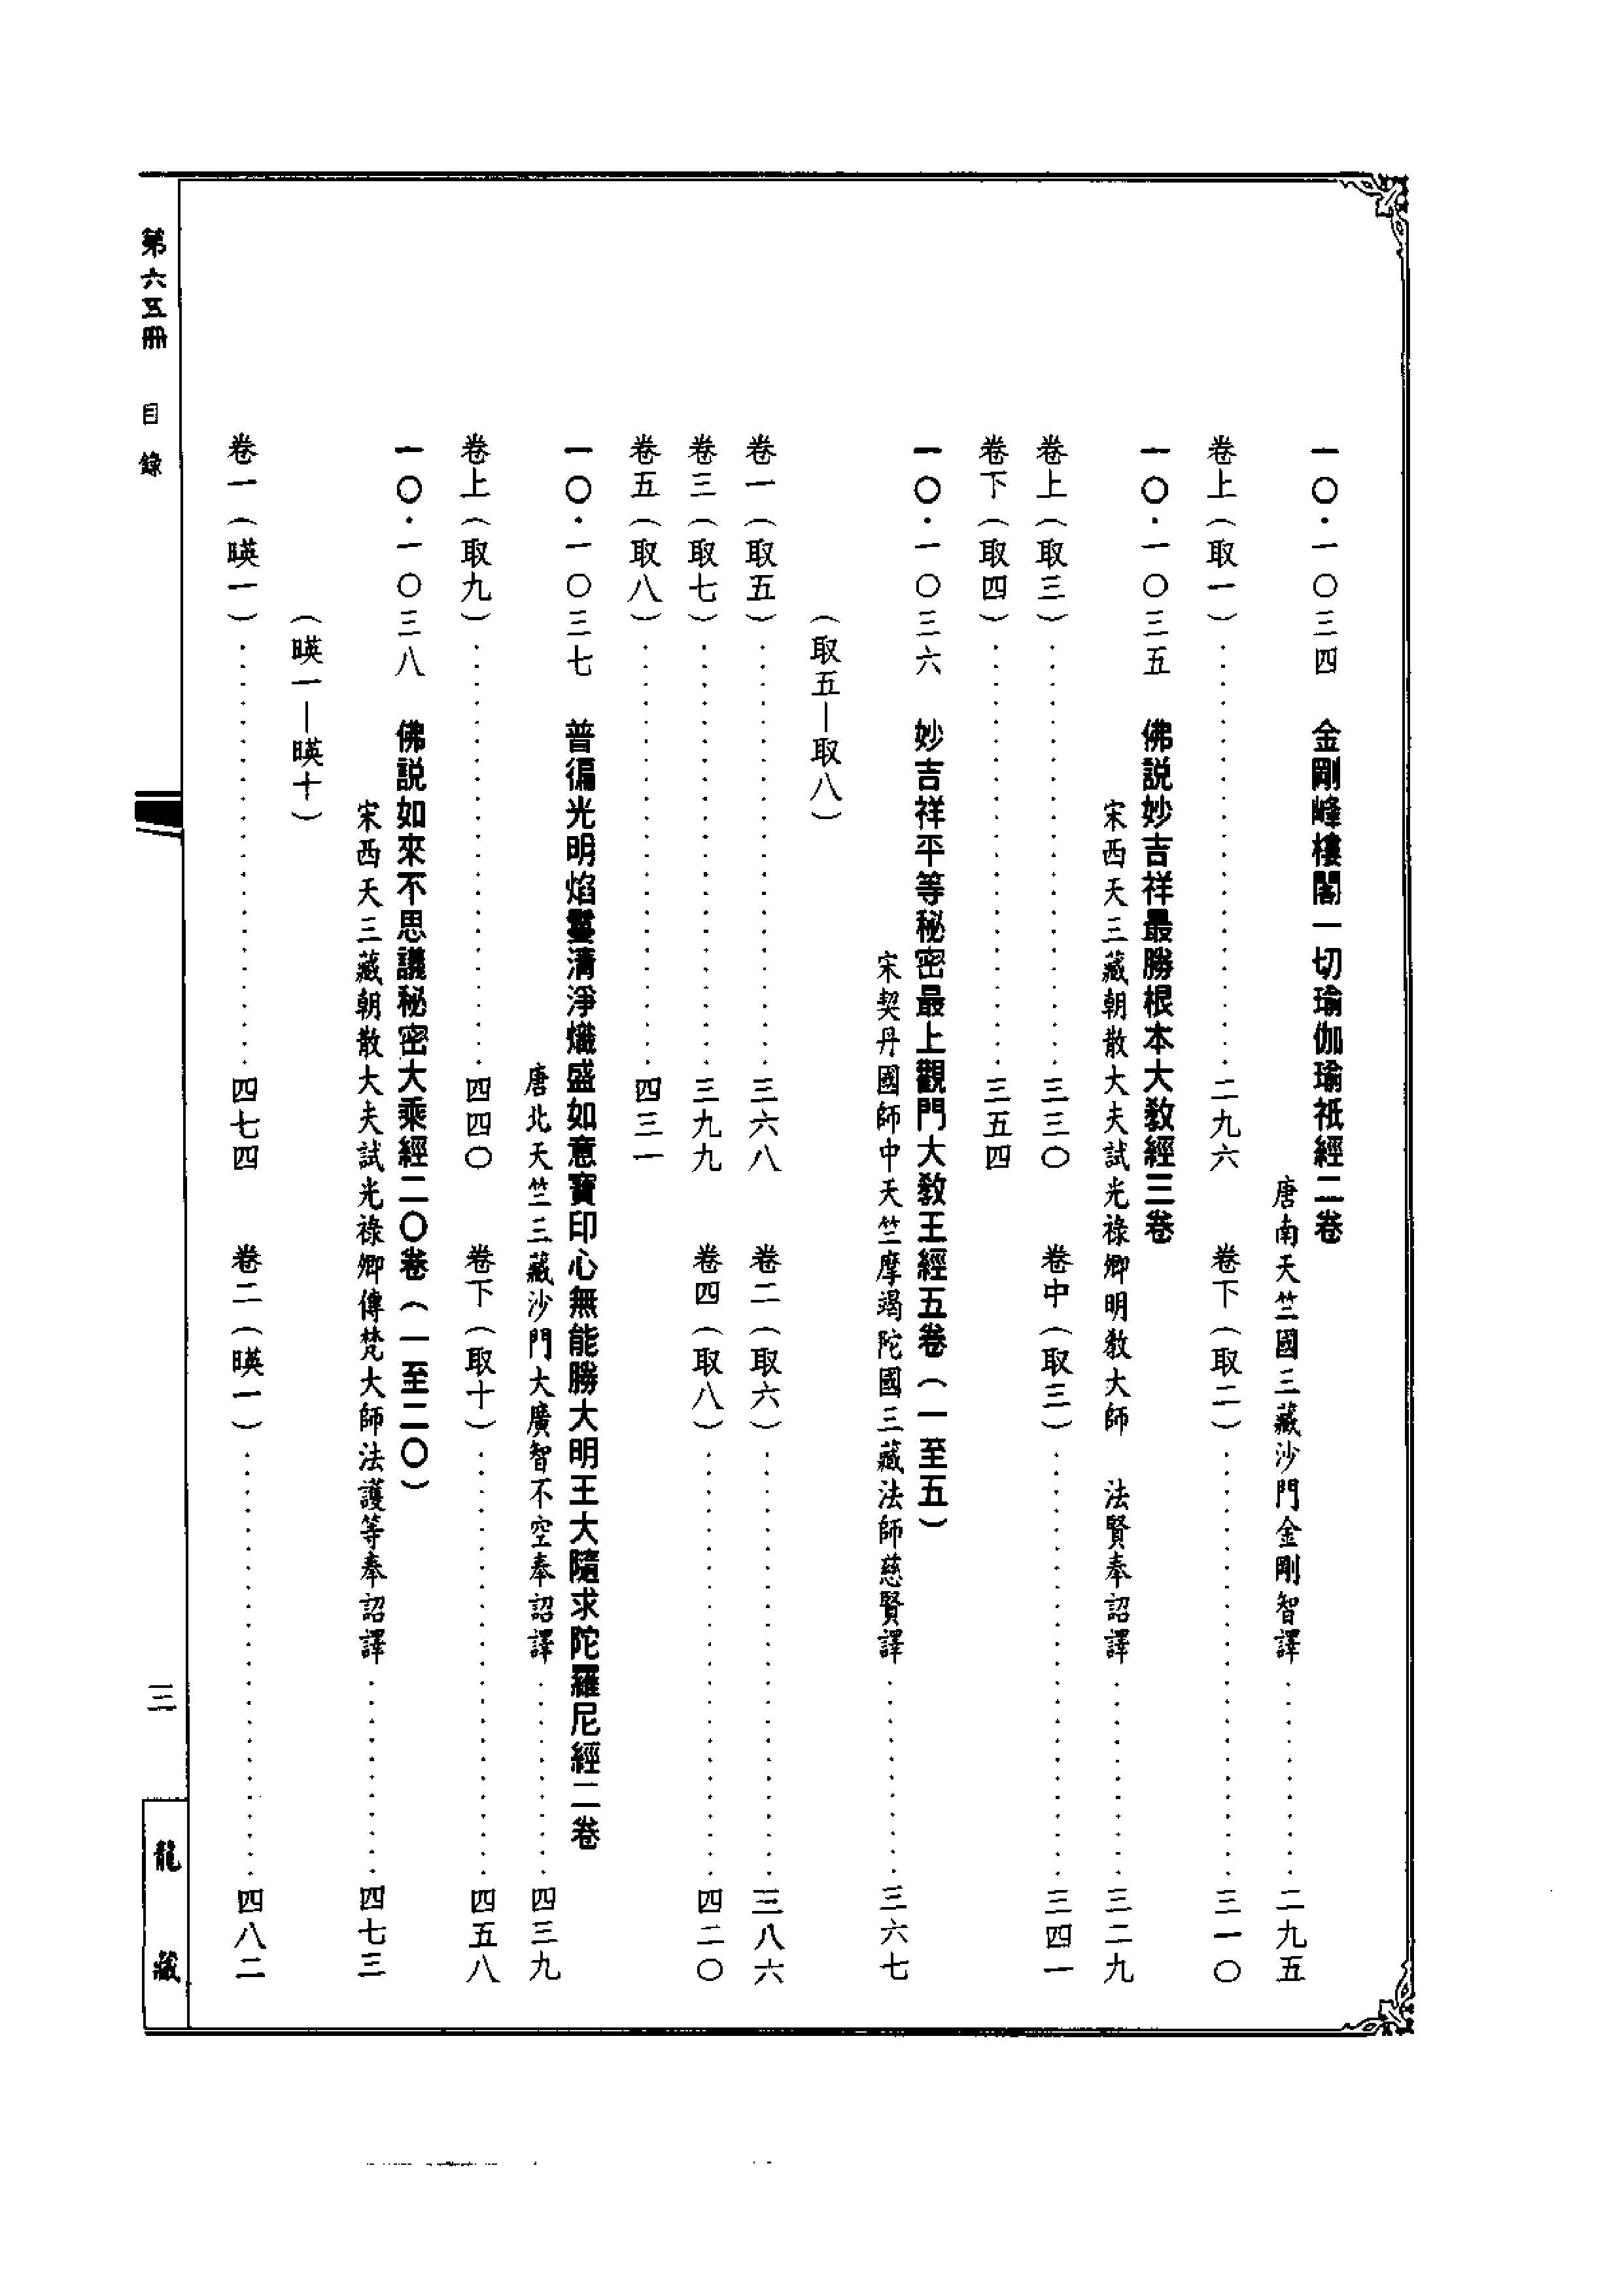 一〇·一〇三四　金剛峰樓閣一切瑜伽瑜祇經二卷
唐南天竺國三藏沙門金剛智譯……………二九五
卷上（取一）……………二九六　卷下（取二）……………三一〇
一〇·一〇三五　佛説妙吉祥最勝根本大教經三卷
宋西天三藏朝散大夫試光祿卿明教大師　法賢奉詔譯……………三二九
卷上（取三）……………三三〇　卷中（取三）……………三四一
卷下（取四）……………三五四
一〇·一〇三六　妙吉祥平等秘密最上觀門大教王經五卷（一至五）
宋契丹國師中天竺摩竭陀國三藏法師慈賢譯……………三六七
（取五—取八）
卷一（取五）……………三六八　卷二（取六）……………三八六
卷三（取七）……………三九九　卷四（取八）……………四二〇
卷五（取八）……………四三一
一〇·一〇三七　普徧光明焰鬘清淨熾盛如意寶印心無能勝大明王大隨求陀羅尼經二卷
唐北天竺三藏沙門大廣智不空奉詔譯……………四三九
卷上（取九）……………四四〇　卷下（取十）……………四五八
一〇·一〇三八　佛説如來不思議秘密大乘經二〇卷（一至二〇）
宋西天三藏朝散大夫試光祿卿傳梵大師法護等奉詔譯……………四七三
（暎一—暎十）
卷一（暎一）……………四七四　卷二（暎一）……………四八二
第六五冊　目錄
三
龍藏